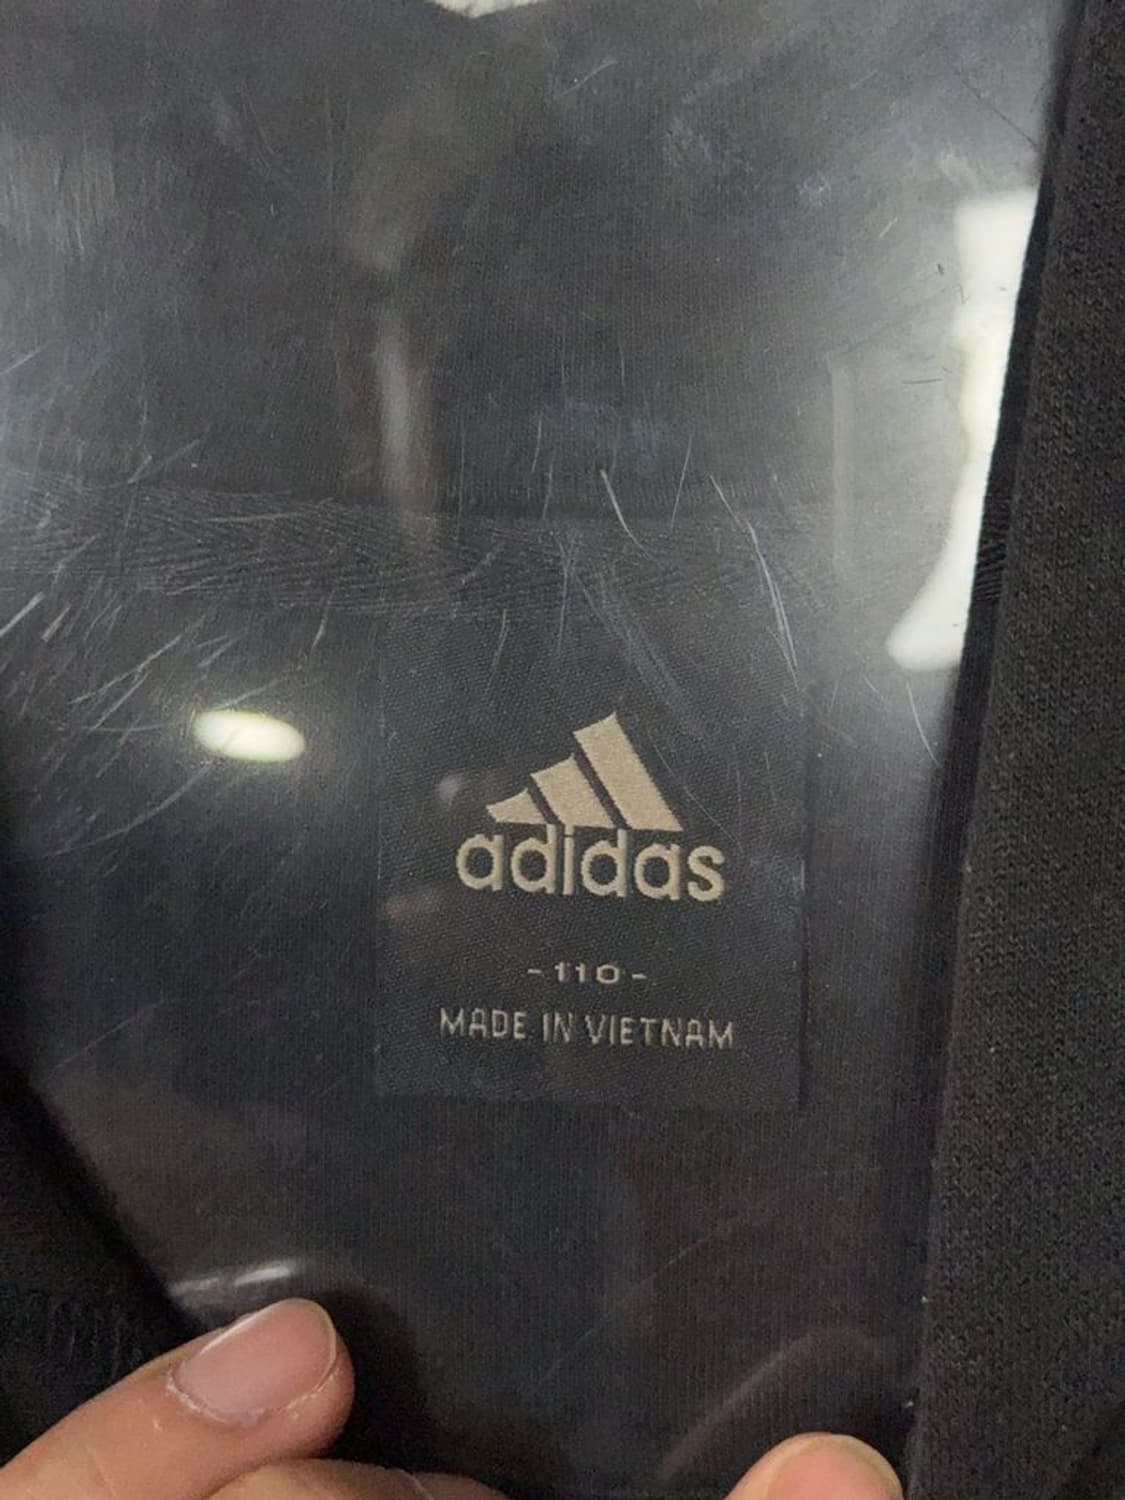 adidas
-110-
MADE IN VIETNAM